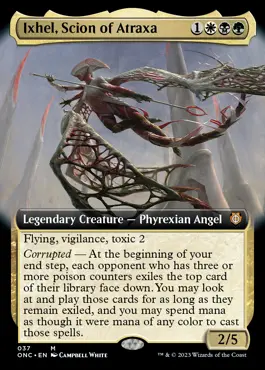 Ixhel, Scion of Atraxa 1
Legendary Creature — Phyrexian Angel
Flying, vigilance, toxic 2
Corrupted — At the beginning of your
end step, each opponent who has three or
more poison counters exiles the top card
of their library face down. You may look
at and play those cards for as long as they
remain exiled, and you may spend mana
as though it were mana of any color to
cast those spells.
2/5
037 M
ONC • EN CAMPBELL WHITE
™ & © 2023 Wizards of the Coast